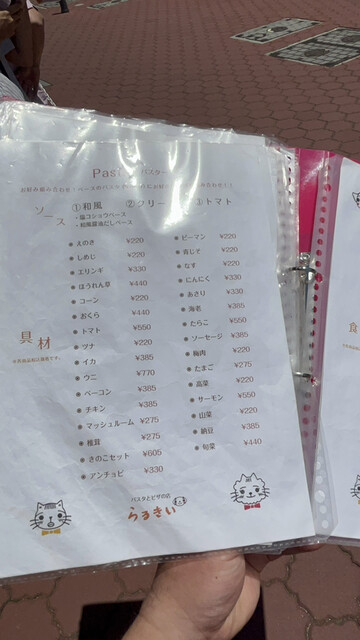 Past パスター
ソース
①和風 ②クリー ③トマト
・塩コショウベース
・和風醤油だしベース
具材
● えのき ¥220
● しめじ ¥220
● エリンギ ¥330
● ほうれん草 ¥440
● コーン ¥220
● おくら ¥440
● トマト ¥550
● ツナ ¥220
● イカ ¥385
● ウニ ¥770
● ベーコン ¥385
● チキン ¥385
● マッシュルーム ¥275
● 椎茸 ¥275
● きのこセット ¥605
● アンチョビ ¥330
● ピーマン ¥220
● 青じそ ¥220
● なす ¥220
● にんにく ¥330
● あさり ¥330
● 海老 ¥385
● たらこ ¥550
● ソーセージ ¥385
● 鶏肉 ¥220
● たまご ¥275
● 高菜 ¥220
● サーモン ¥550
● 山菜 ¥220
● 納豆 ¥385
● 旬菜 ¥440
パスタとピザの店
らるきい
食